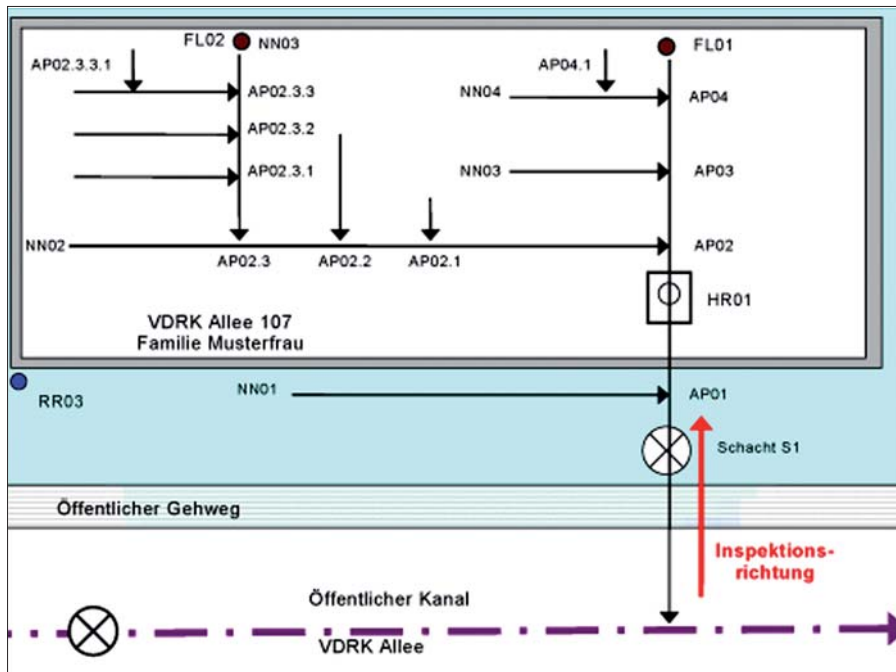 FL02
NN03
FL01
AP02.3.3.1
AP04.1
AP02.3.3
NN04
AP04
AP02.3.2
AP02.3.1
NN03
AP03
NN02
AP02.3
AP02.2
AP02.1
AP02
HR01
VDRK Allee 107
Familie Musterfrau
RR03
NN01
AP01
Schacht S1
Öffentlicher Gehweg
Inspektions-
richtung
Öffentlicher Kanal
VDRK Allee